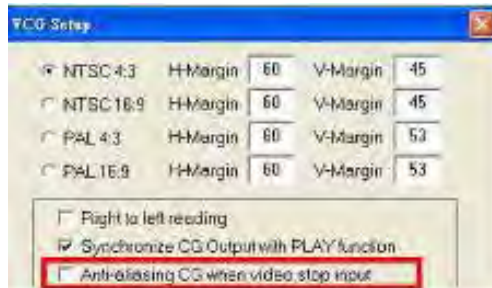 VCG Setup
NTSC 4:3 H-Margin 60 V-Margin 45
NTSC 16:9 H-Margin 60 V-Margin 45
PAL 4:3 H-Margin 60 V-Margin 53
PAL 16:9 H-Margin 60 V-Margin 53
Right to left reading
Synchronize CG Output with PLAY function
Anti-aliasing CG when video stop input